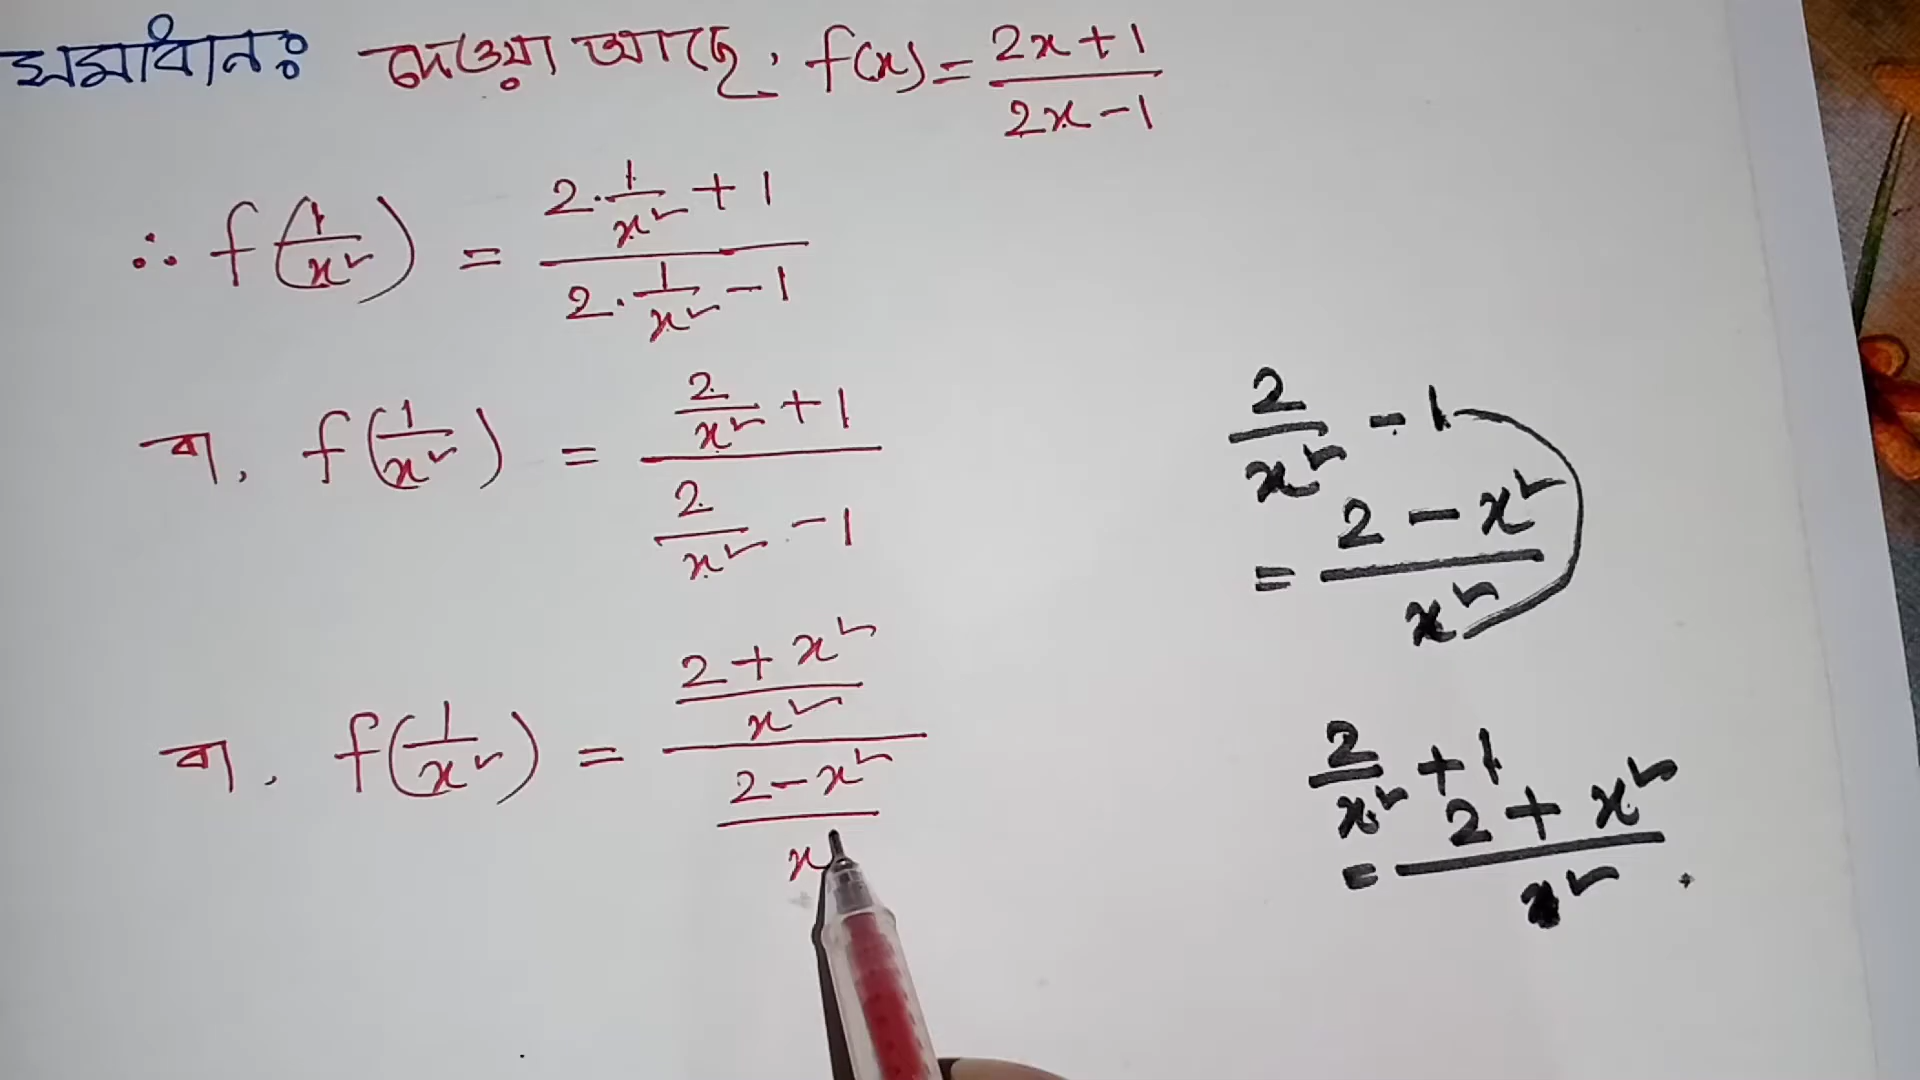 সমাধানঃ দেওয়া আছে, f(x) = (2x+1)/(2x-1)
∴ f(1/x²) = (2·1/x² + 1)/(2·1/x² - 1)
বা, f(1/x²) = (2/x² + 1)/(2/x² - 1)
বা, f(1/x²) = ((2+x²)/x²)/((2-x²)/x
2/x² - 1
= (2-x²)/x²
2/x² + 1
= (2+x²)/x²